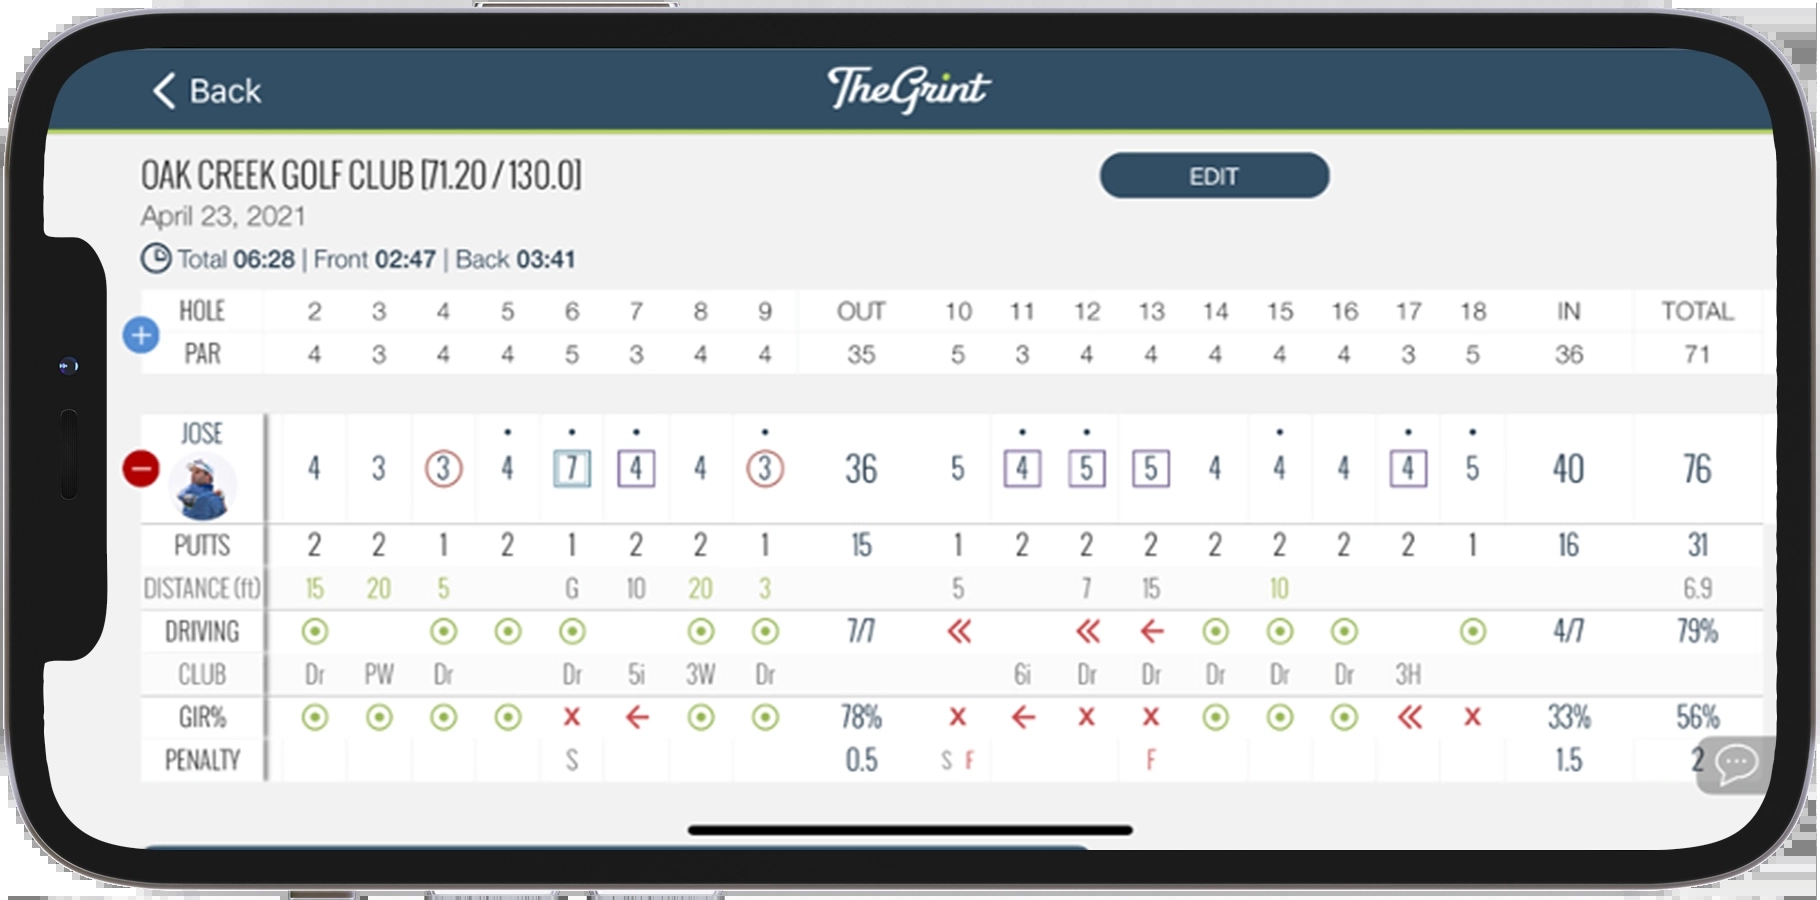 Back
TheGrint
OAK CREEK GOLF CLUB [71.20 / 130.0]
EDIT
April 23, 2021
Total 06:28 | Front 02:47 | Back 03:41
HOLE 2 3 4 5 6 7 8 9 OUT 10 11 12 13 14 15 16 17 18 IN TOTAL
PAR 4 3 4 4 5 3 4 4 35 5 3 4 4 4 4 4 3 5 36 71
JOSE
4 3 3 4 7 4 4 3 36 5 4 5 5 4 4 4 4 5 40 76
PUTTS 2 2 1 2 1 2 2 1 15 1 2 2 2 2 2 2 2 1 16 31
DISTANCE (ft) 15 20 5 G 10 20 3 5 7 15 10 6.9
DRIVING 7/7 4/7 79%
CLUB Dr PW Dr Dr 5i 3W Dr 6i Dr Dr Dr Dr Dr 3H
GIR% x 78% x x x x 33% 56%
PENALTY S 0.5 S F F 1.5 2